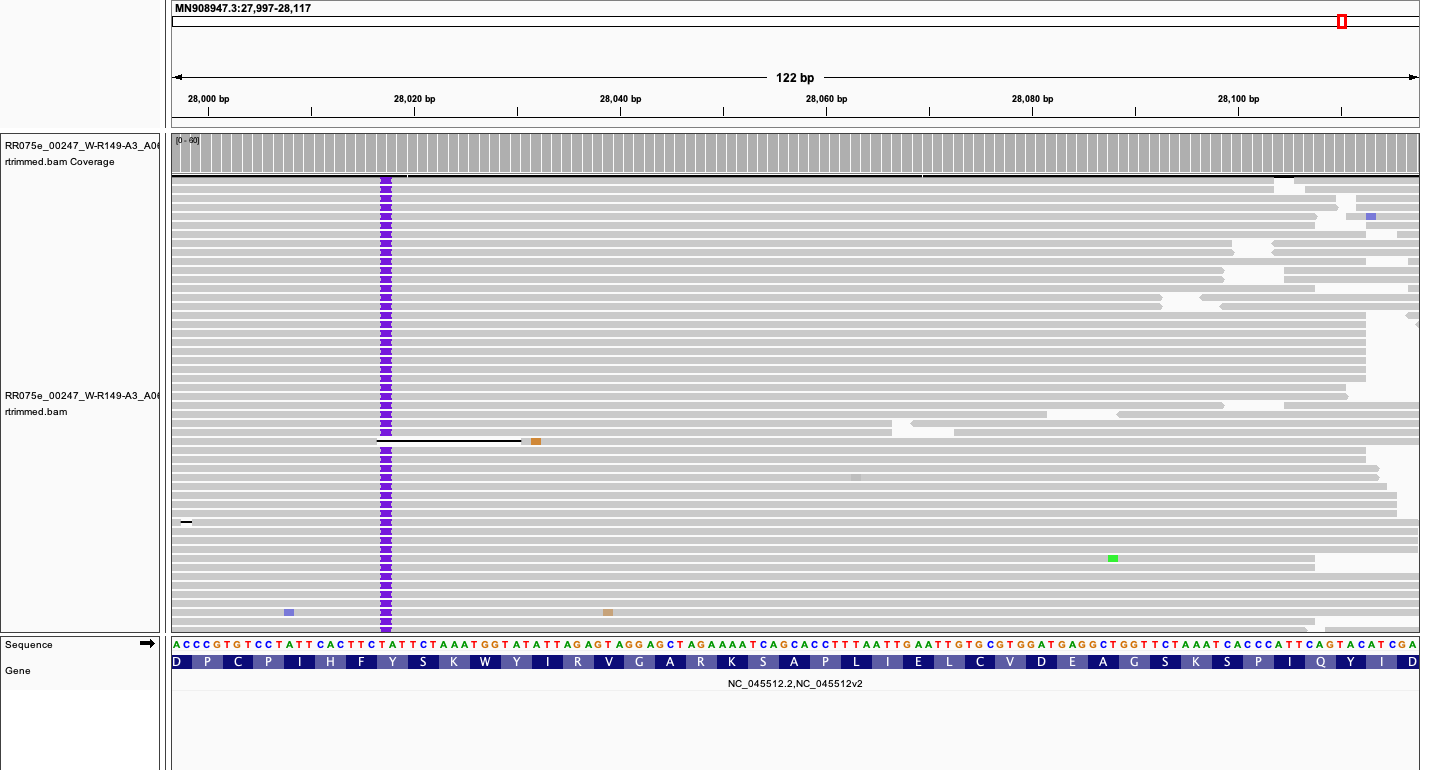 MN908947.3:27,997-28,117
122 bp
28,000 bp 28,020 bp 28,040 bp 28,060 bp 28,080 bp 28,100 bp
RR075e_00247_W-R149-A3_A0
rtrimmed.bam Coverage
[0 - 60]
RR075e_00247_W-R149-A3_A0
rtrimmed.bam
Sequence
ACCCGTGTCCTATTCACTTCTATTCTAAATGGTATATTAGAGTAGGAGCTAGAAAATCAGCACCTTTAATTGAATTGTGCGTGGATGAGGCTGGTTCTAAATCACCCATTCAGTACATCGA
Gene
D P C P I H F Y S K W Y I R V G A R K S A P L I E L C V D E A G S K S P I Q Y I D
NC_045512.2,NC_045512v2